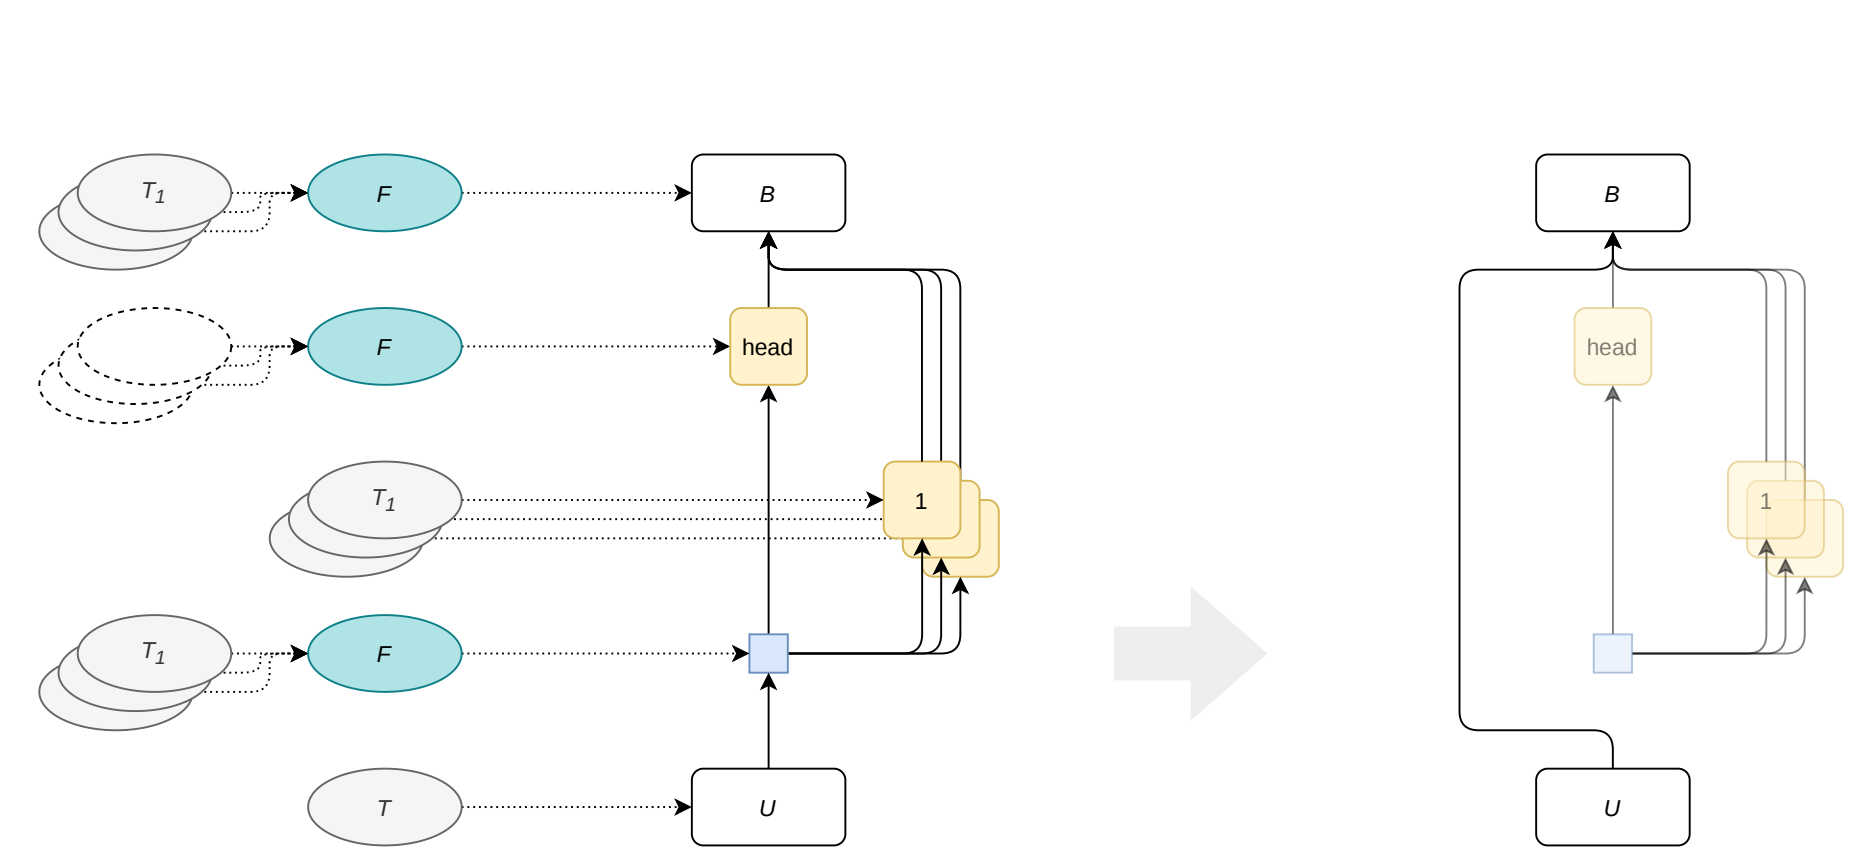 T₁ F B B
F head head
T₁ 1 1
T₁ F
T U U